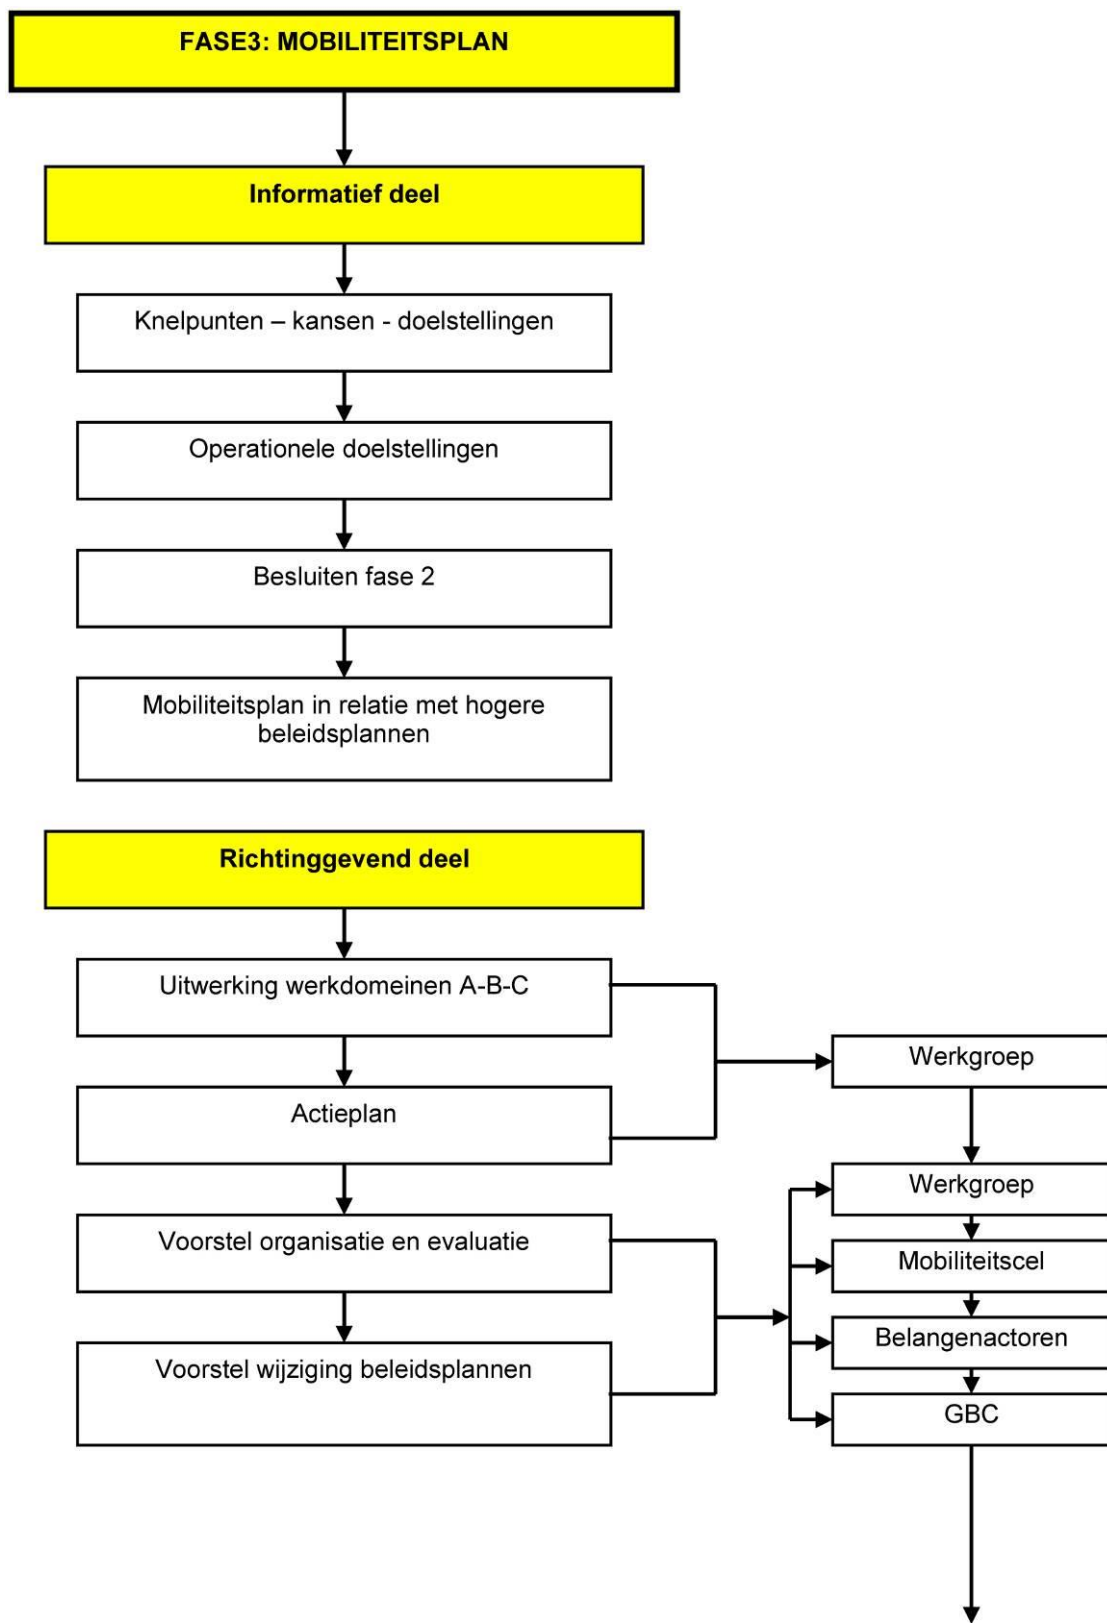 FASE3: MOBILITEITSPLAN
Informatief deel
Knelpunten – kansen - doelstellingen
Operationele doelstellingen
Besluiten fase 2
Mobiliteitsplan in relatie met hogere
beleidsplannen
Richtinggevend deel
Uitwerking werkdomeinen A-B-C
Werkgroep
Actieplan
Werkgroep
Voorstel organisatie en evaluatie
Mobiliteitscel
Belangenactoren
Voorstel wijziging beleidsplannen
GBC